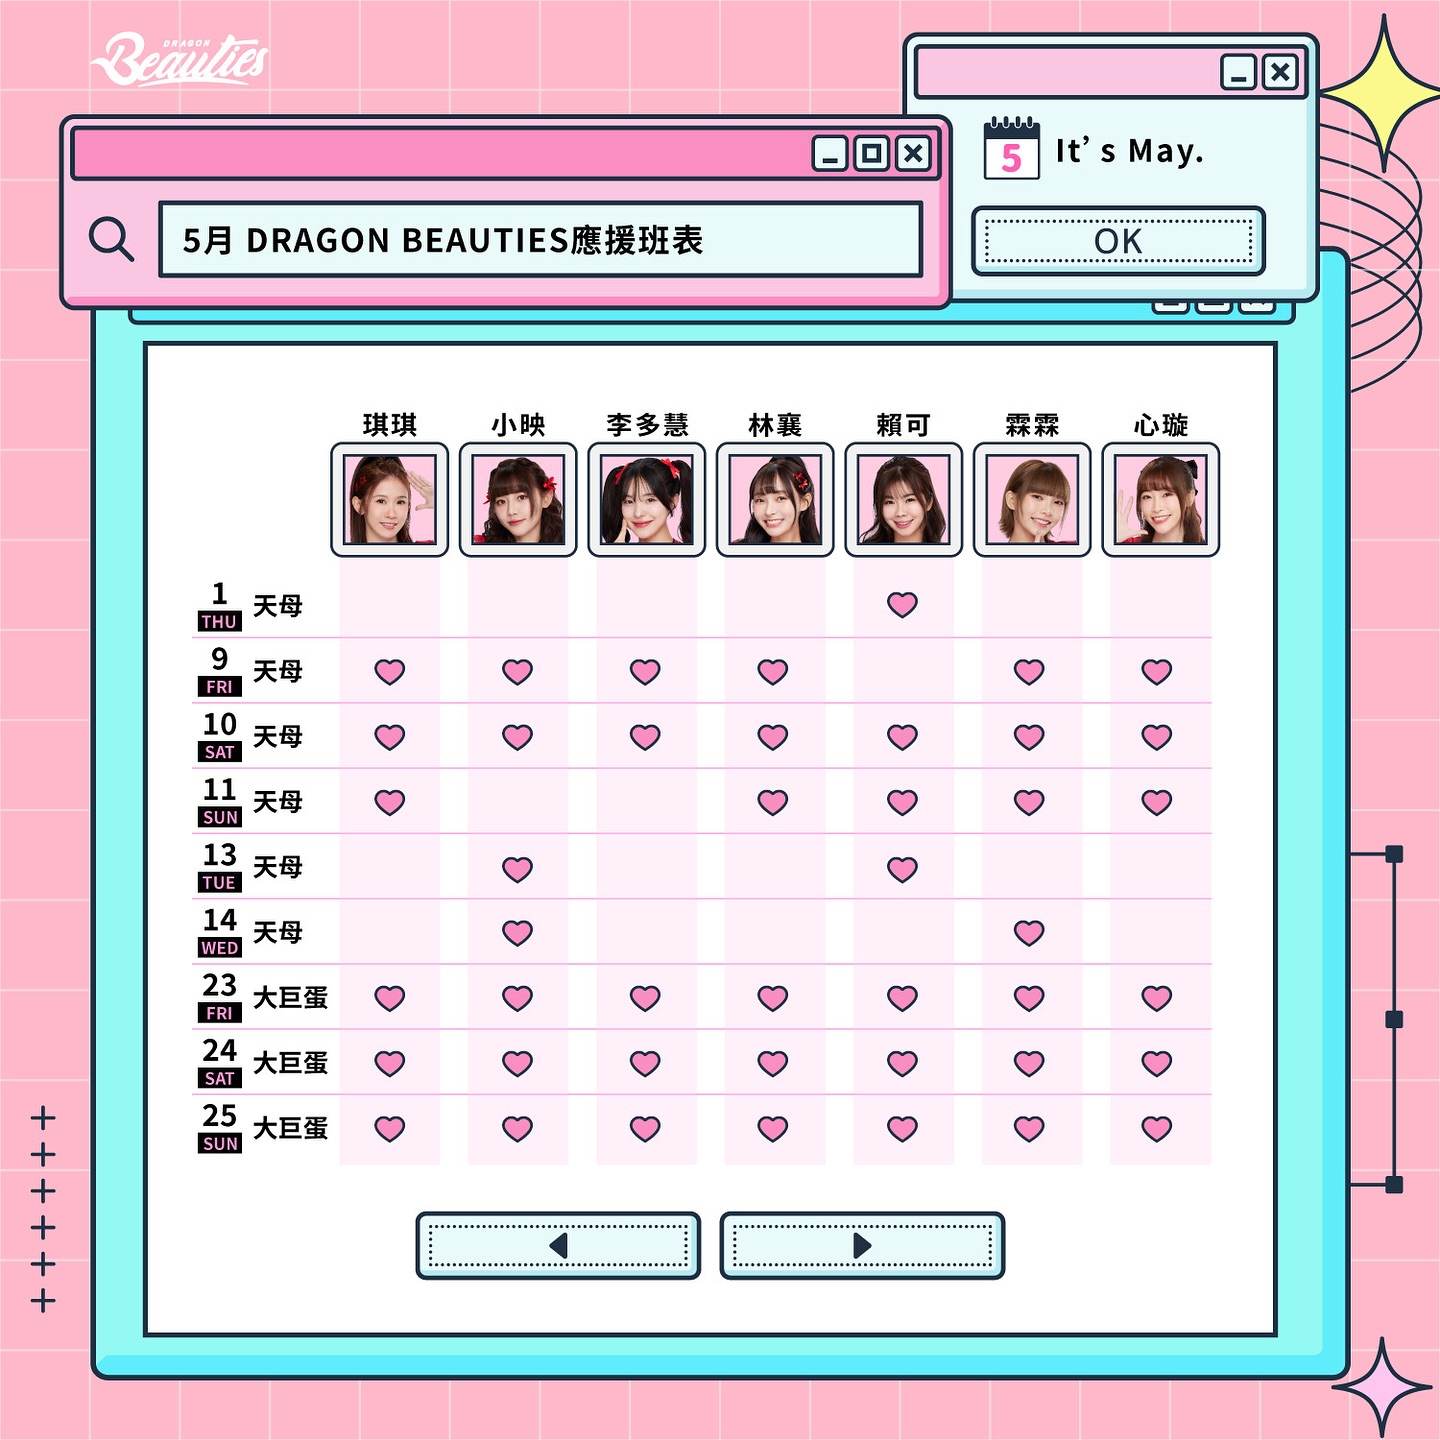 DRAGON
Beauties
5月 DRAGON BEAUTIES應援班表
5
It’s May.
OK
琪琪 小映 李多慧 林襄 賴可 霖霖 心璇
1
THU 天母
9
FRI 天母
10
SAT 天母
11
SUN 天母
13
TUE 天母
14
WED 天母
23
FRI 大巨蛋
24
SAT 大巨蛋
25
SUN 大巨蛋